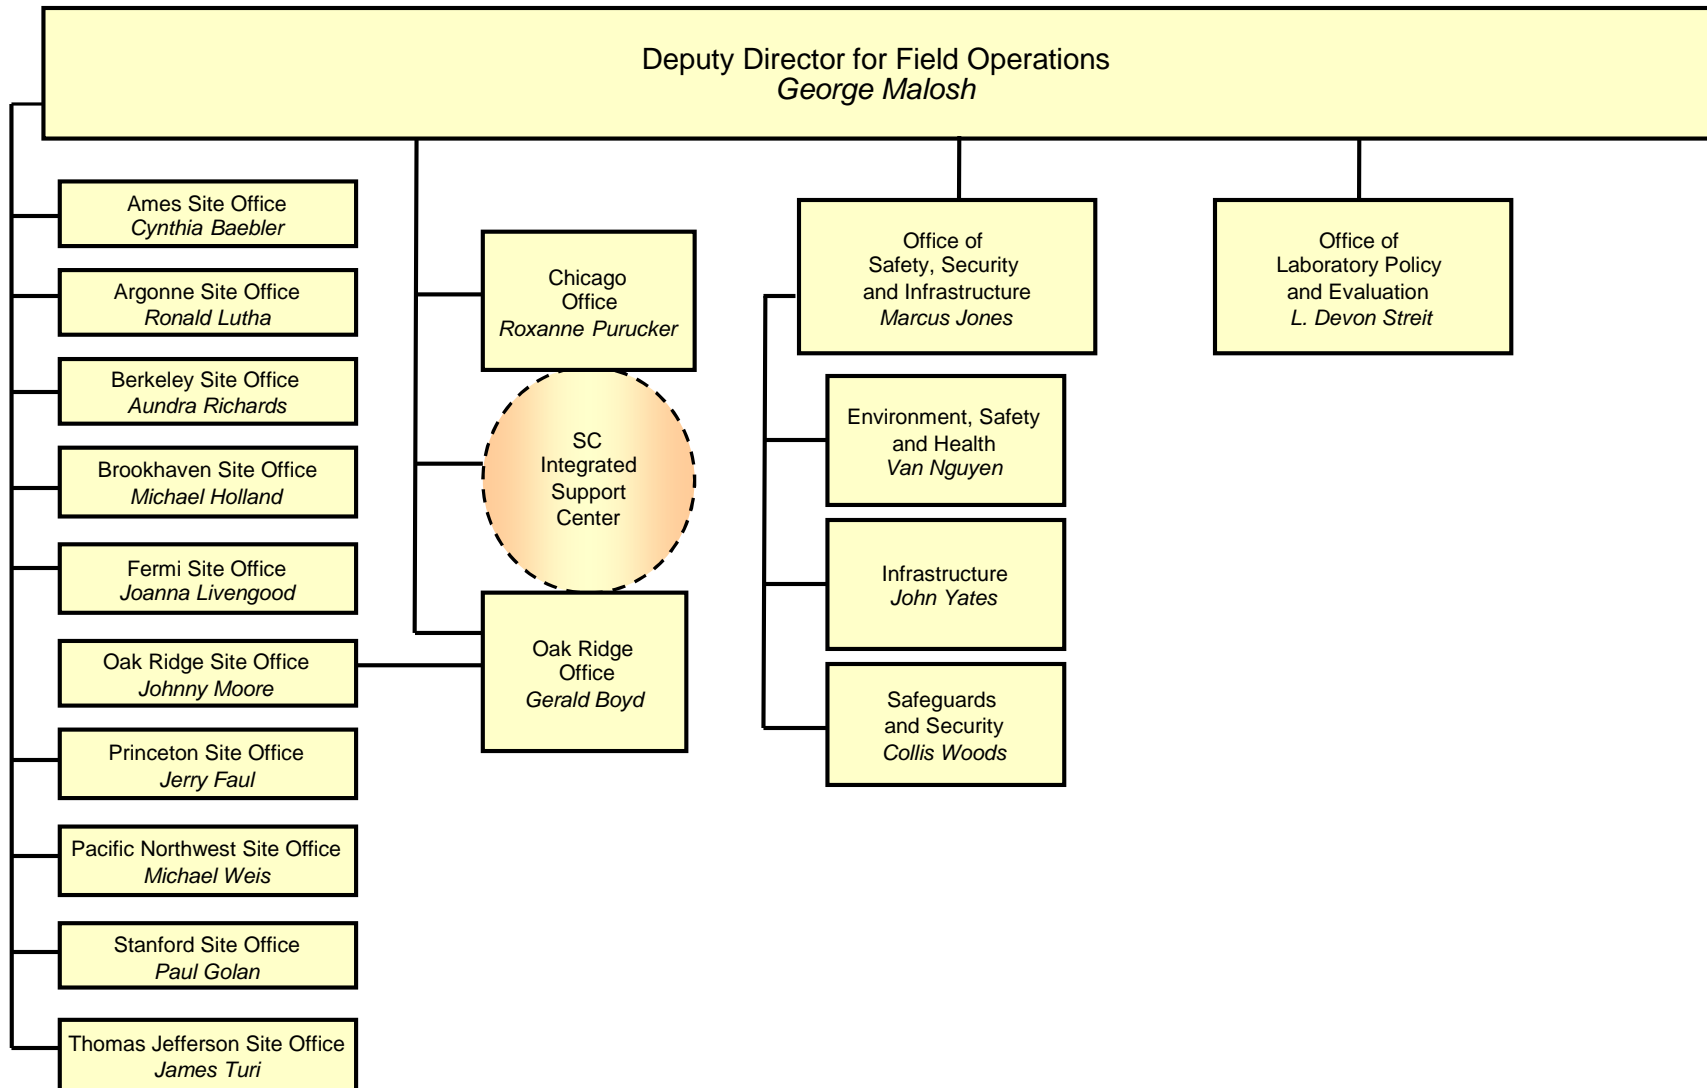 Deputy Director for Field Operations
George Malosh
Ames Site Office
Cynthia Baebler
Argonne Site Office
Ronald Lutha
Berkeley Site Office
Aundra Richards
Brookhaven Site Office
Michael Holland
Fermi Site Office
Joanna Livengood
Oak Ridge Site Office
Johnny Moore
Princeton Site Office
Jerry Faul
Pacific Northwest Site Office
Michael Weis
Stanford Site Office
Paul Golan
Thomas Jefferson Site Office
James Turi
Chicago
Office
Roxanne Purucker
SC
Integrated
Support
Center
Oak Ridge
Office
Gerald Boyd
Office of
Safety, Security
and Infrastructure
Marcus Jones
Environment, Safety
and Health
Van Nguyen
Infrastructure
John Yates
Safeguards
and Security
Collis Woods
Office of
Laboratory Policy
and Evaluation
L. Devon Streit